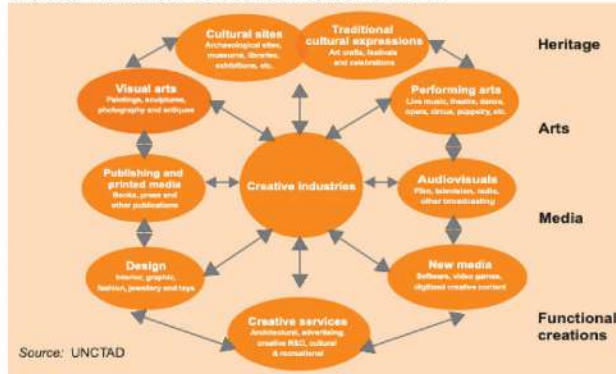 Cultural sites
Archaeological sites,
museums, libraries,
exhibitions, etc.
Traditional
cultural expressions
Art crafts, festivals
and celebrations
Heritage
Visual arts
Paintings, sculptures,
photography and antiques
Performing arts
Live music, theatre, dance,
opera, circus, puppetry, etc.
Arts
Publishing and
printed media
Books, press and
other publications
Creative industries
Audiovisuals
Film, television, radio,
other broadcasting
Media
Design
Interior, graphic,
fashion, jewellery and toys
New media
Software, video games,
digitized creative content
Creative services
Architectural, advertising,
creative R&D, cultural
& recreational
Functional
creations
Source: UNCTAD